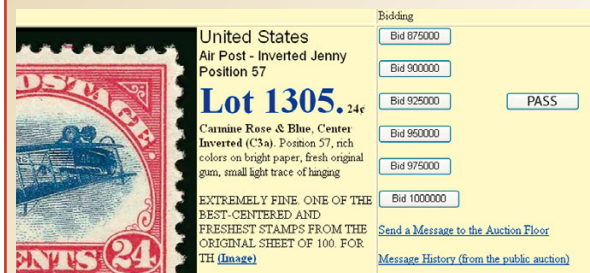 POSTAGE
CENTS 24
United States
Air Post - Inverted Jenny
Position 57
Lot 1305. 24¢
Carmine Rose & Blue, Center
Inverted (C3a). Position 57, rich
colors on bright paper, fresh original
gum, small light trace of hinging
EXTREMELY FINE. ONE OF THE
BEST-CENTERED AND
FRESHEST STAMPS FROM THE
ORIGINAL SHEET OF 100. FOR
TH (Image)
Bidding
Bid 875000
Bid 900000
Bid 925000
PASS
Bid 950000
Bid 975000
Bid 1000000
Send a Message to the Auction Floor
Message History (from the public auction)